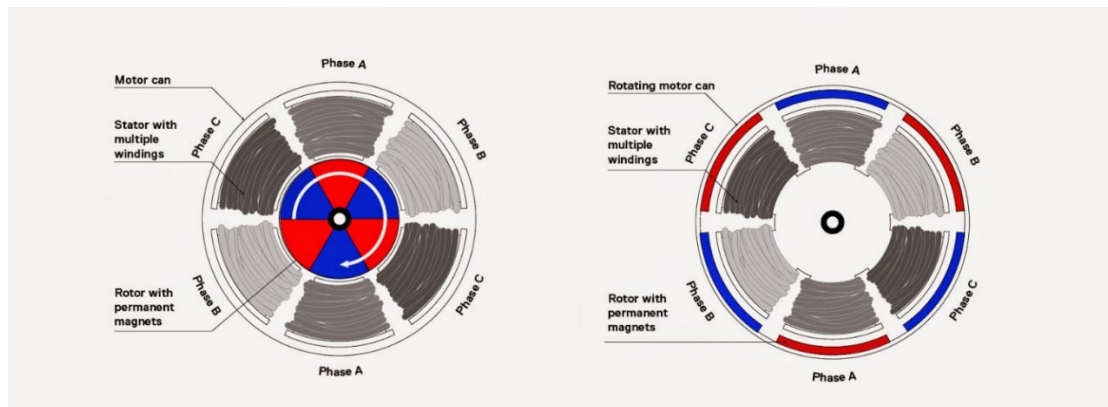 Phase A
Motor can
Stator with
multiple
windings
Phase C
Phase B
Rotor with
permanent
magnets
Phase B
Phase C
Phase A
Phase A
Rotating motor can
Stator with
multiple
windings
Phase C
Phase B
Rotor with
permanent
magnets
Phase B
Phase C
Phase A